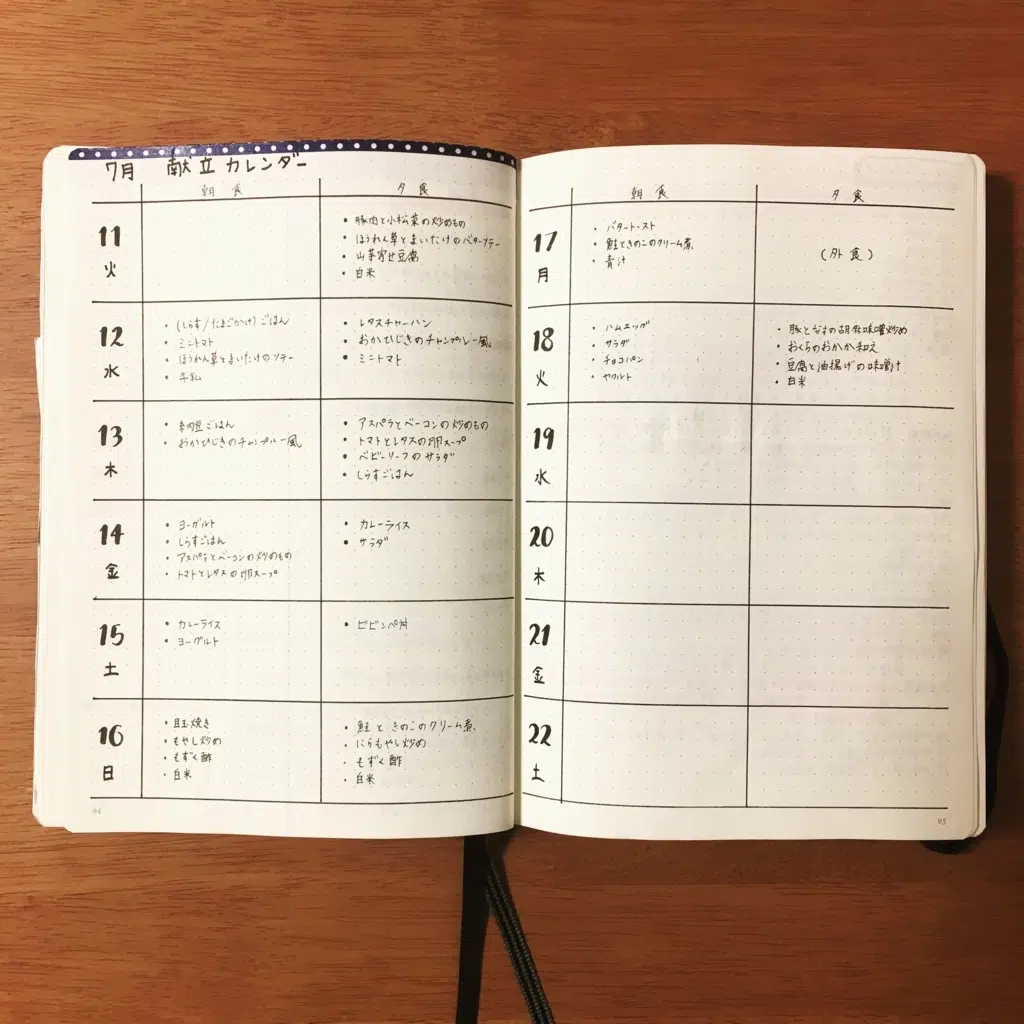 7月 献立カレンダー
朝食 夕食
11 火
・豚肉と小松菜の炒めもの
・ほうれん草とまいたけのバターソテー
・山芋寄せ豆腐
・白米
12 水
・(しらす/たまごかけ)ごはん
・ミニトマト
・ほうれん草とまいたけのソテー
・牛乳
・レタスチャーハン
・おかひじきのチャンプルー風
・ミニトマト
13 木
・納豆ごはん
・おかひじきのチャンプルー風
・アスパラとベーコンの炒めもの
・トマトとレタスの卵スープ
・ベビーリーフのサラダ
・しらすごはん
14 金
・ヨーグルト
・しらすごはん
・アスパラとベーコンの炒めもの
・トマトとレタスの卵スープ
・カレーライス
・サラダ
15 土
・カレーライス
・ヨーグルト
・ビビンバ丼
16 日
・目玉焼き
・もやし炒め
・もずく酢
・白米
・鮭ときのこのクリーム煮
・にらもやし炒め
・もずく酢
・白米
94
朝食 夕食
17 月
・バタートースト
・鮭ときのこのクリーム煮
・青汁
(外食)
18 火
・ハムエッグ
・サラダ
・チョコパン
・ヤクルト
・豚となすの胡麻味噌炒め
・おくらのおかか和え
・豆腐と油揚げの味噌汁
・白米
19 水
20 木
21 金
22 土
95